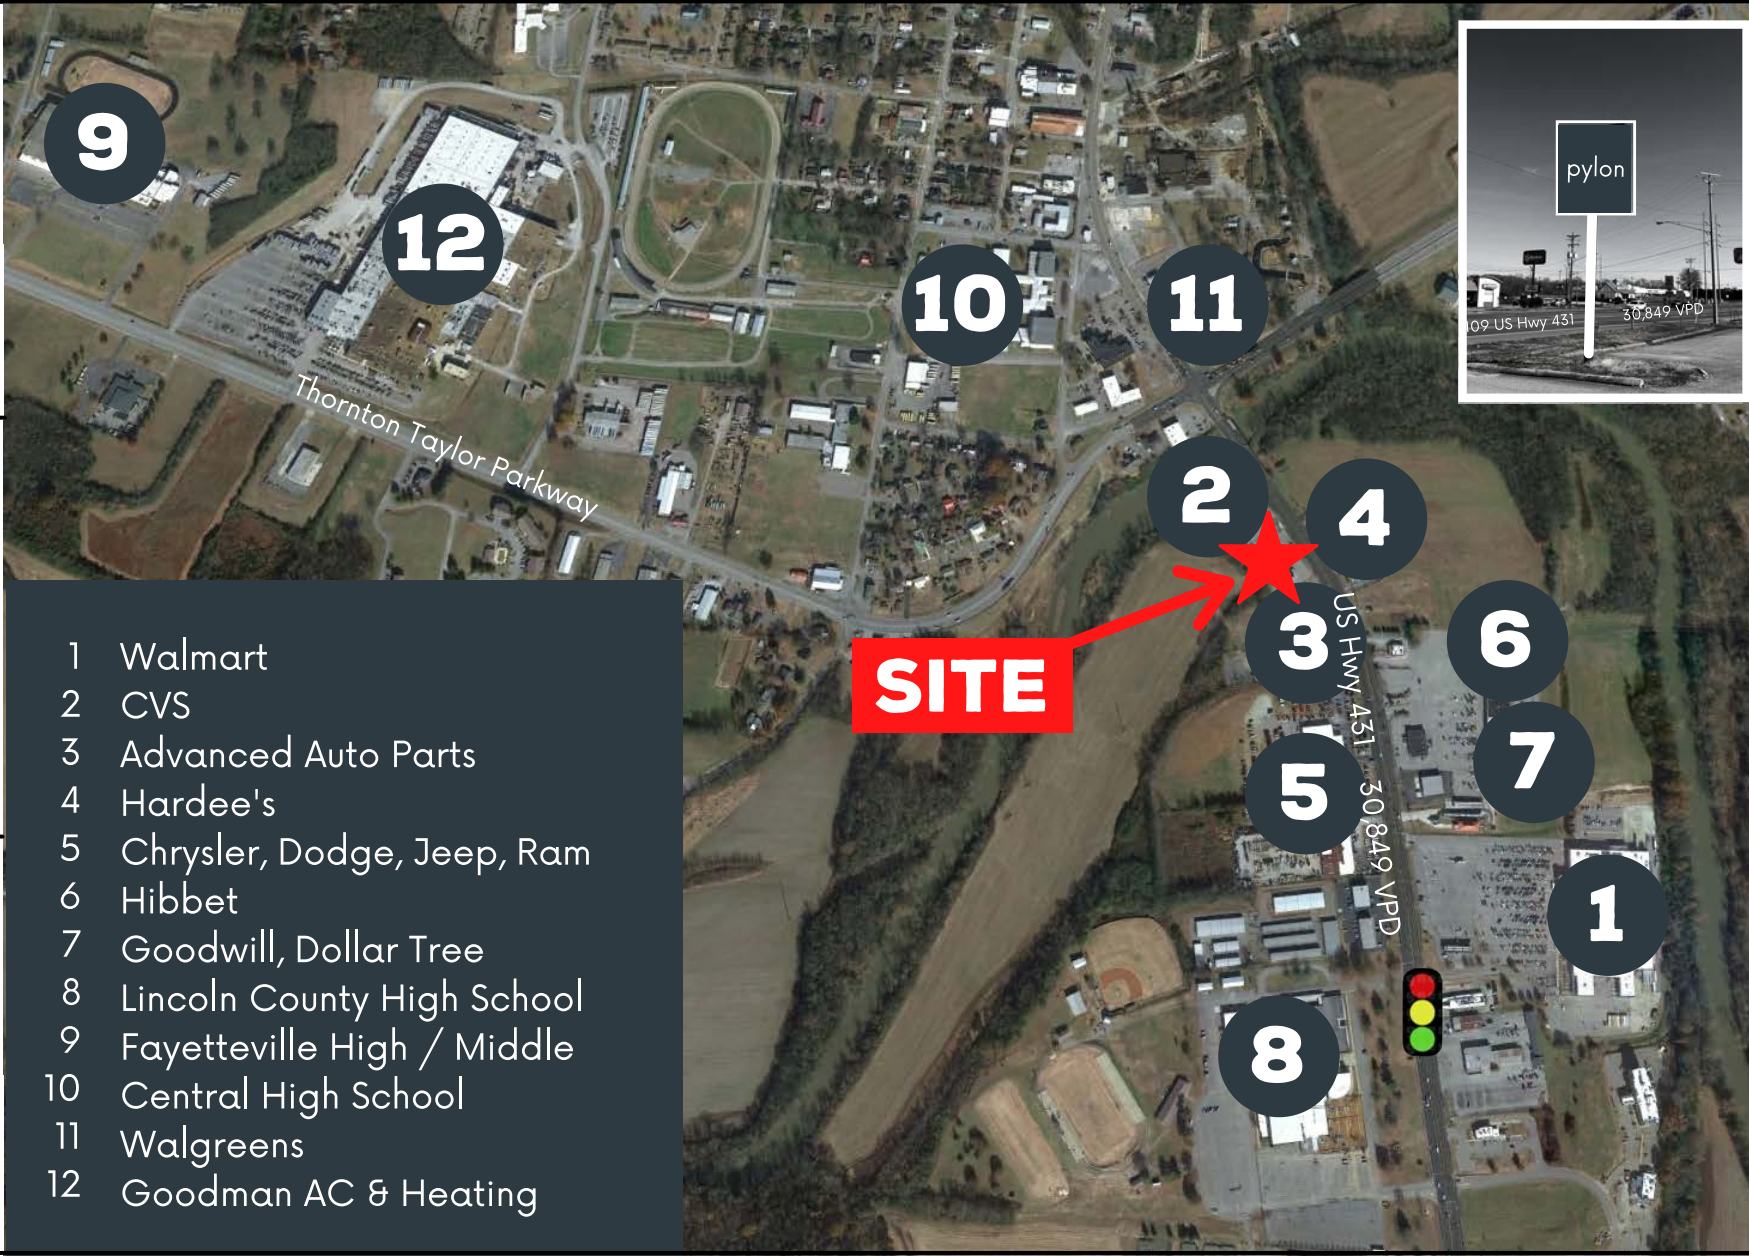 9
12
10
11
pylon
109 US Hwy 431
30,849 VPD
Thornton Taylor Parkway
2
4
SITE
3
6
US Hwy 431
30,849 VPD
5
7
1
8
1 Walmart
2 CVS
3 Advanced Auto Parts
4 Hardee's
5 Chrysler, Dodge, Jeep, Ram
6 Hibbet
7 Goodwill, Dollar Tree
8 Lincoln County High School
9 Fayetteville High / Middle
10 Central High School
11 Walgreens
12 Goodman AC & Heating